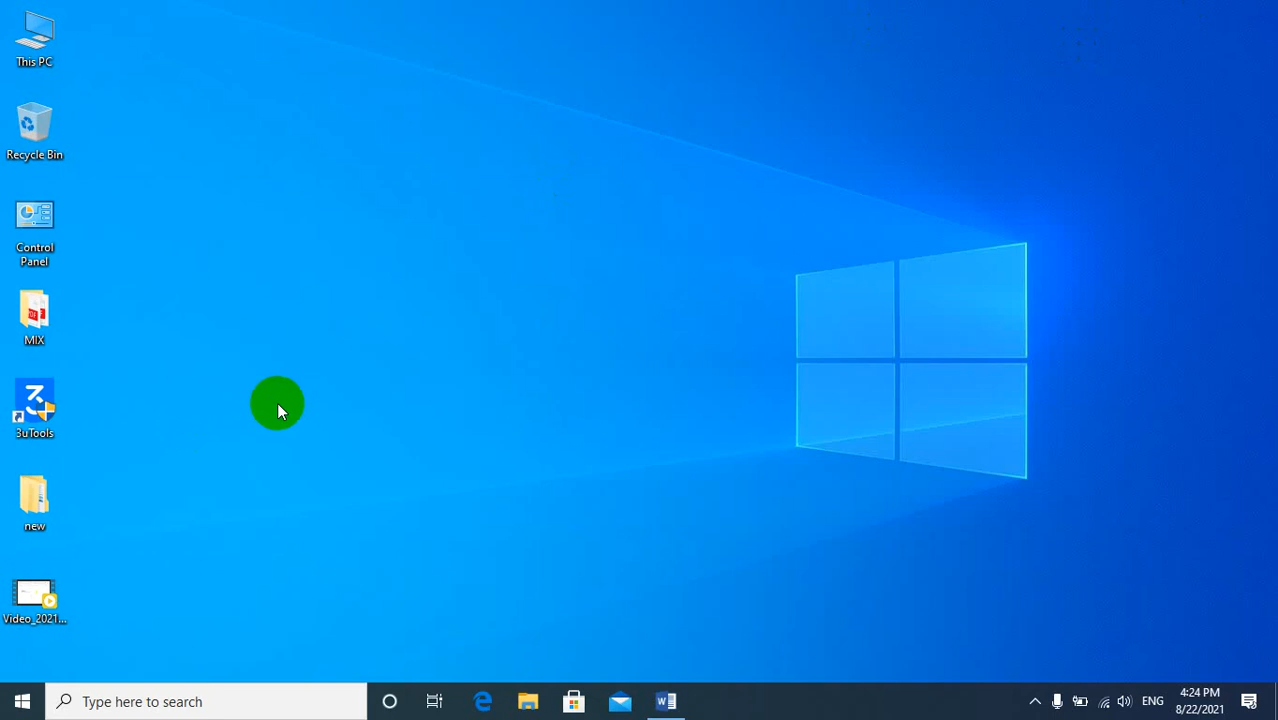 This PC
Recycle Bin
Control
Panel
MIX
3uTools
new
Video_2021...
Type here to search
ENG
4:24 PM
8/22/2021